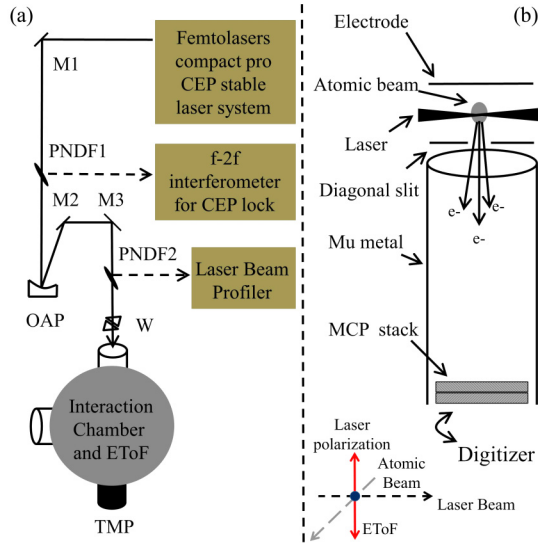 (a)
Femtolasers
compact pro
CEP stable
laser system
M1
PNDF1
f-2f
interferometer
for CEP lock
M2
M3
PNDF2
Laser Beam
Profiler
OAP
W
Interaction
Chamber
and EToF
TMP
(b)
Electrode
Atomic beam
Laser
Diagonal slit
e-
e-
e-
Mu metal
MCP stack
Digitizer
Laser
polarization
Atomic
Beam
Laser Beam
EToF